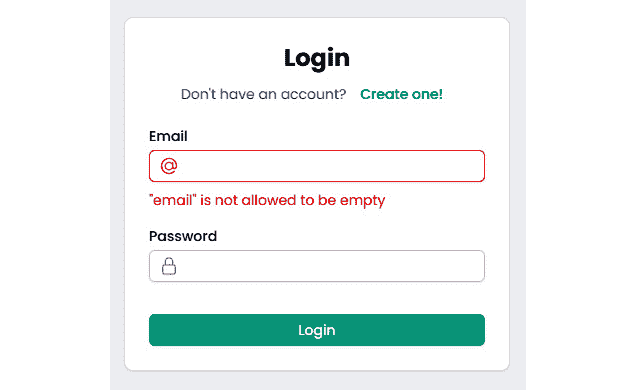 Login
Don't have an account? Create one!
Email
"email" is not allowed to be empty
Password
Login